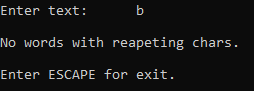 Enter text:      b
No words with reapeting chars.
Enter ESCAPE for exit.